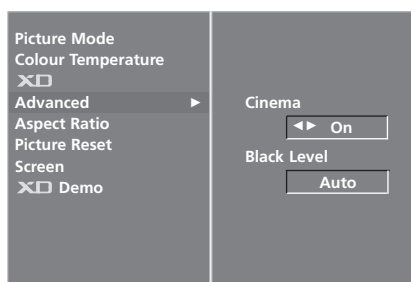 Picture Mode
Colour Temperature
XD
Advanced ►
Aspect Ratio
Picture Reset
Screen
XD Demo
Cinema
◄► On
Black Level
Auto